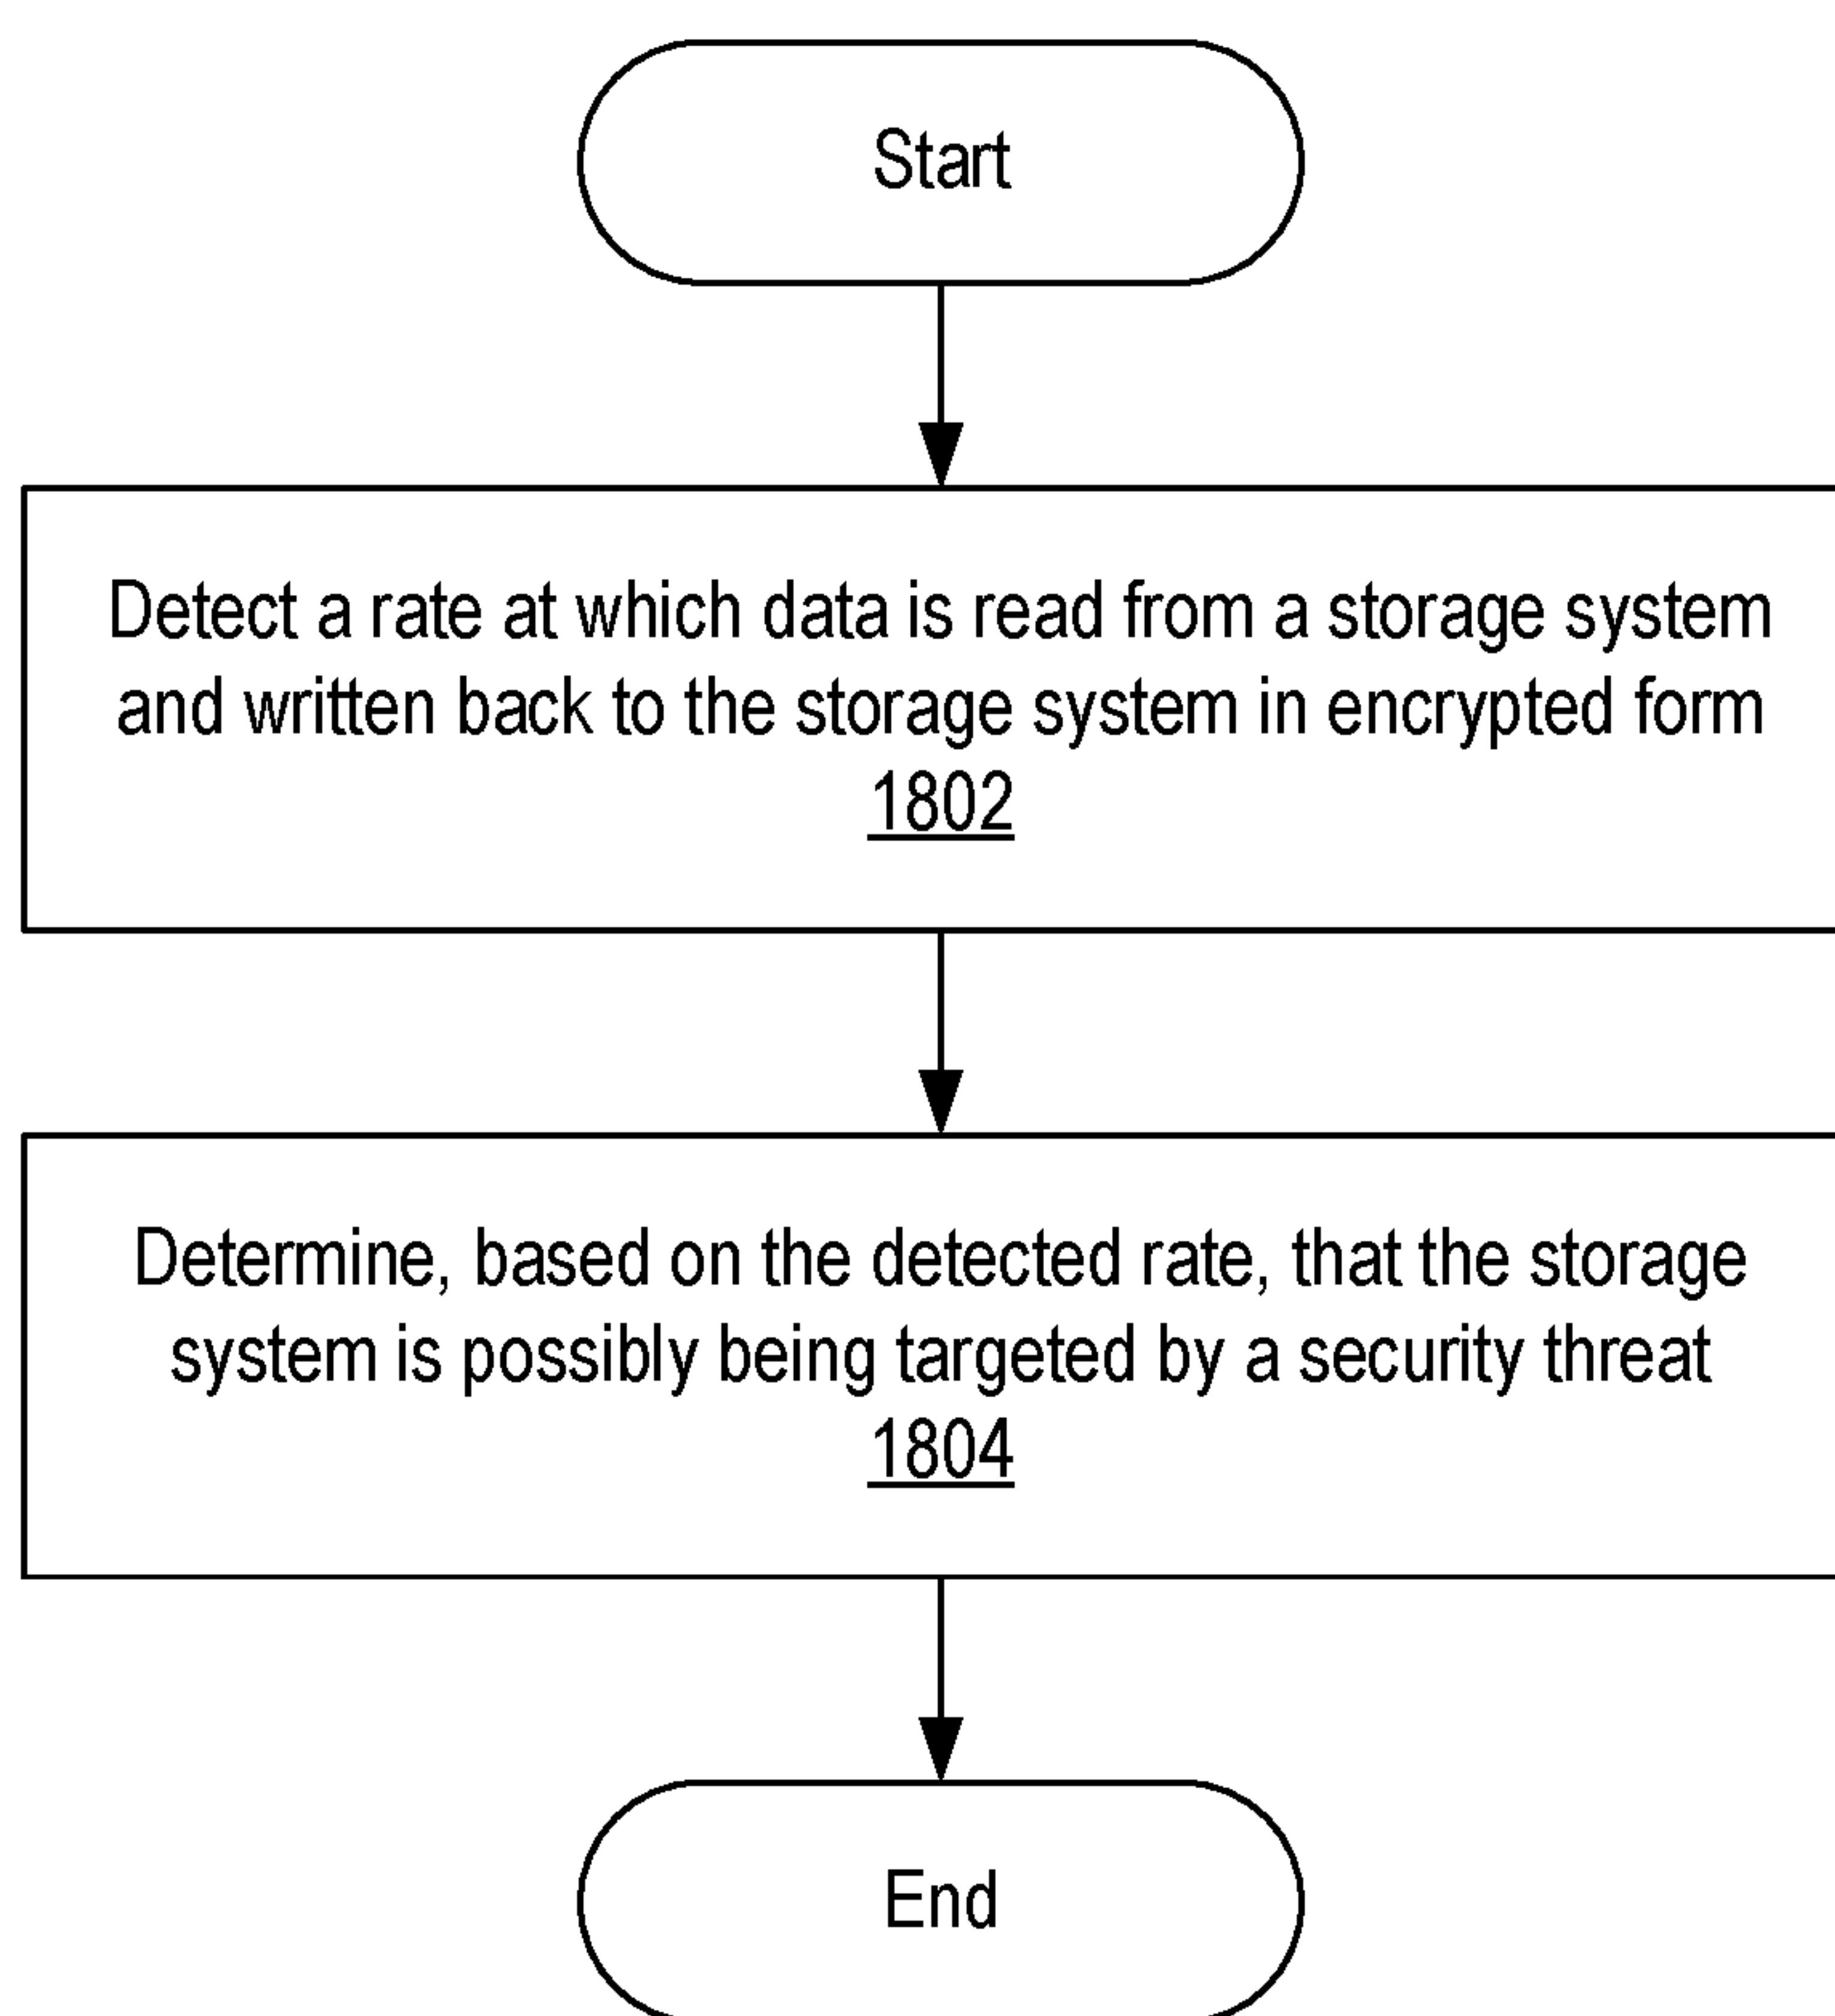 Start
Detect a rate at which data is read from a storage system
and written back to the storage system in encrypted form
1802
Determine, based on the detected rate, that the storage
system is possibly being targeted by a security threat
1804
End